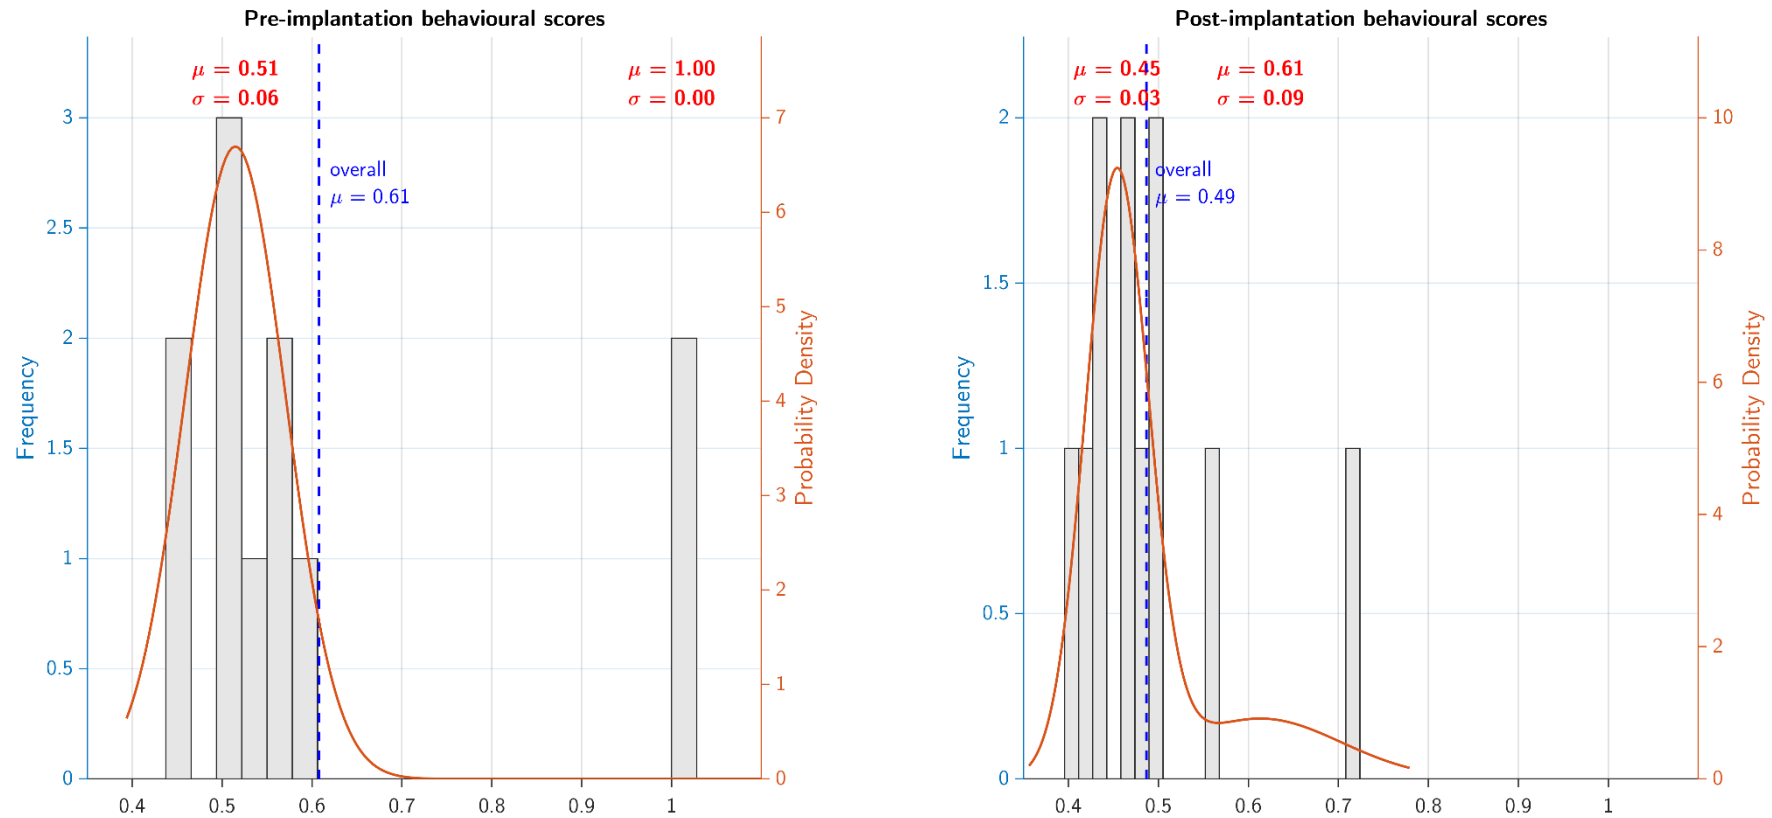 Pre-implantation behavioural scores
μ = 0.51
σ = 0.06
μ = 1.00
σ = 0.00
overall
μ = 0.61
Frequency
3
2.5
2
1.5
1
0.5
0
7
6
5
4
3
2
1
0
Probability Density
0.4 0.5 0.6 0.7 0.8 0.9 1
Post-implantation behavioural scores
μ = 0.45
σ = 0.03
μ = 0.61
σ = 0.09
overall
μ = 0.49
Frequency
2
1.5
1
0.5
0
10
8
6
4
2
0
Probability Density
0.4 0.5 0.6 0.7 0.8 0.9 1